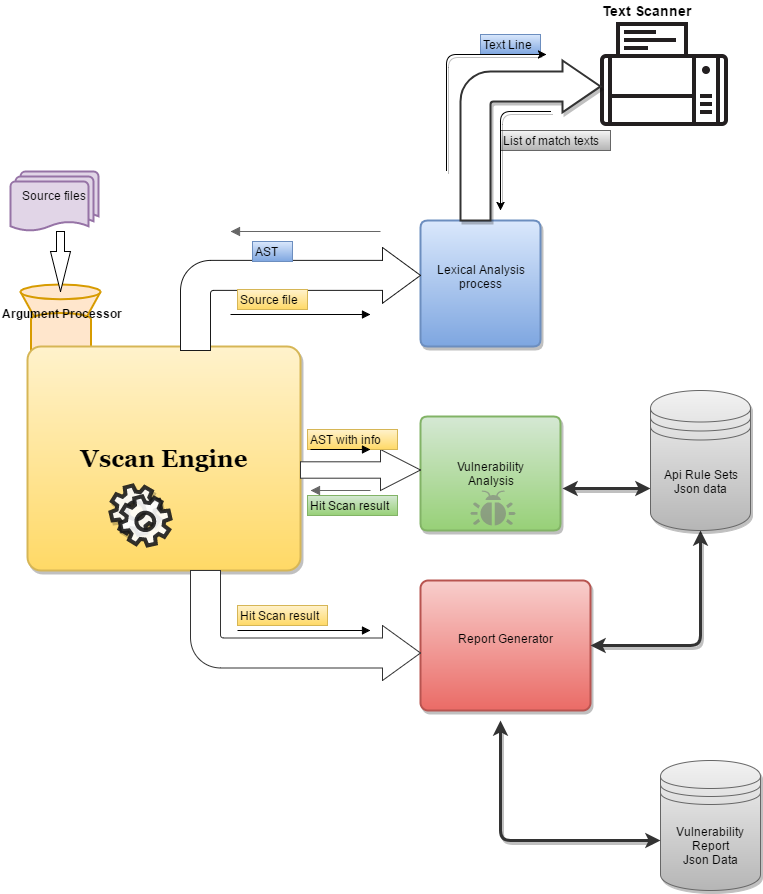 Text Scanner
Text Line
List of match texts
Source files
AST
Lexical Analysis
process
Source file
Argument Processor
Vscan Engine
AST with info
Hit Scan result
Vulnerability
Analysis
Api Rule Sets
Json data
Hit Scan result
Report Generator
Vulnerability
Report
Json Data